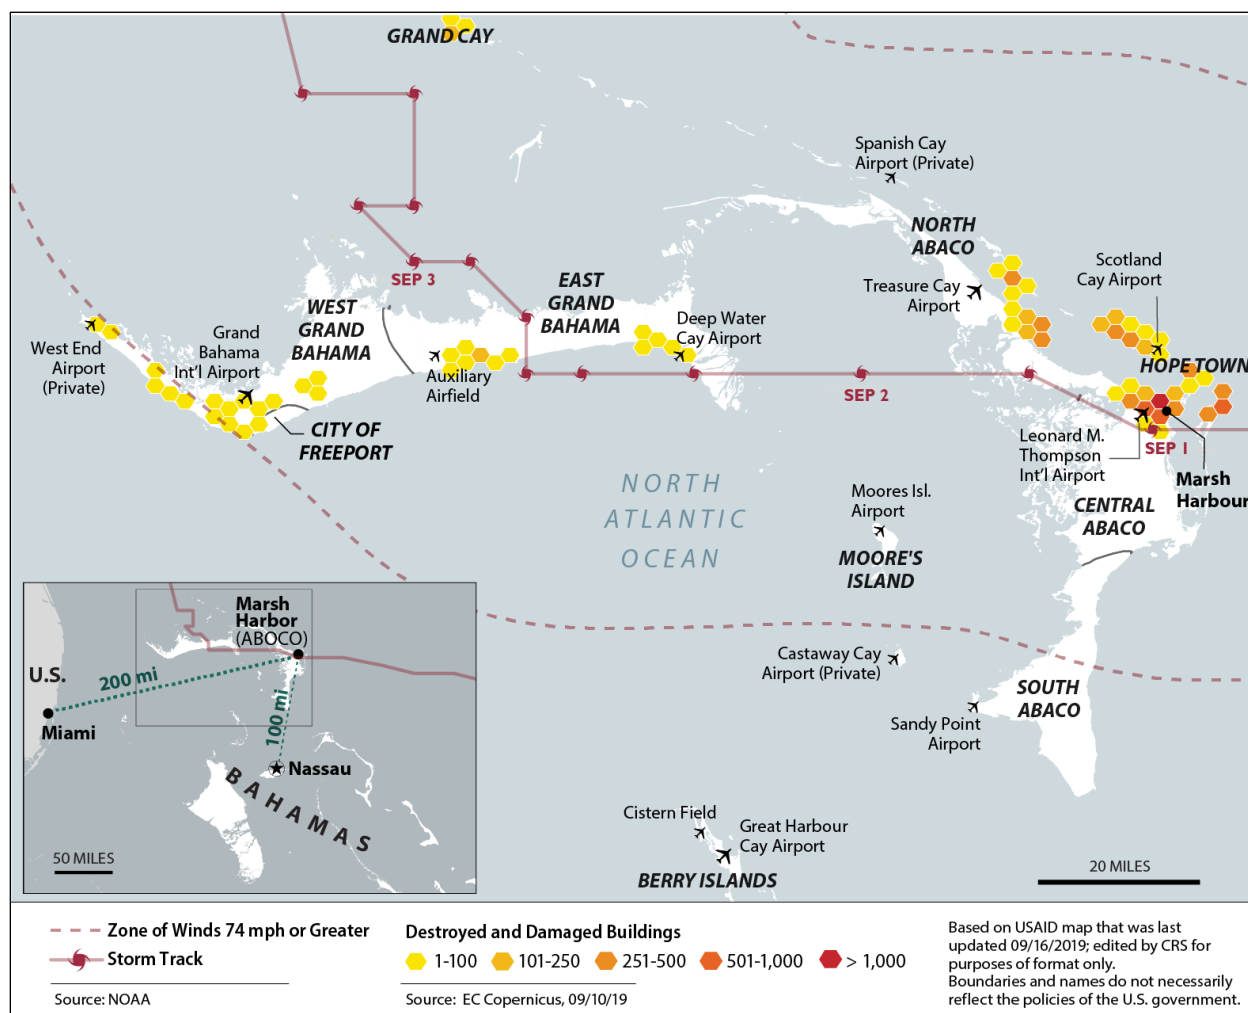 GRAND CAY
Spanish Cay
Airport (Private)
NORTH
ABACO
Scotland
Cay Airport
SEP 3
EAST
GRAND
BAHAMA
Treasure Cay
Airport
WEST
GRAND
BAHAMA
Grand
Bahama
Int'l Airport
Deep Water
Cay Airport
West End
Airport
(Private)
HOPE TOWN
Auxiliary
Airfield
SEP 2
CITY OF
FREEPORT
Leonard M.
Thompson
Int'l Airport
SEP 1
Marsh
Harbour
NORTH
ATLANTIC
OCEAN
Moores Isl.
Airport
CENTRAL
ABACO
MOORE'S
ISLAND
Marsh
Harbor
(ABOCO)
U.S.
200 mi
100 mi
Miami
Nassau
BAHAMAS
50 MILES
Castaway Cay
Airport (Private)
SOUTH
ABACO
Sandy Point
Airport
Cistern Field
Great Harbour
Cay Airport
BERRY ISLANDS
20 MILES
Zone of Winds 74 mph or Greater
Storm Track
Source: NOAA
Destroyed and Damaged Buildings
1-100 101-250 251-500 501-1,000 > 1,000
Source: EC Copernicus, 09/10/19
Based on USAID map that was last
updated 09/16/2019; edited by CRS for
purposes of format only.
Boundaries and names do not necessarily
reflect the policies of the U.S. government.